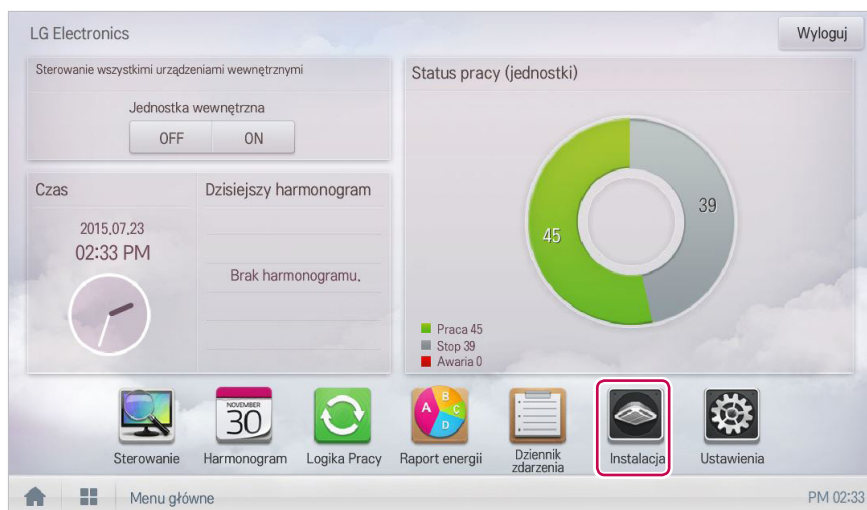 LG Electronics
Wyloguj
Sterowanie wszystkimi urządzeniami wewnętrznymi
Jednostka wewnętrzna
OFF ON
Status pracy (jednostki)
45
39
Praca 45
Stop 39
Awaria 0
Czas
2015.07.23
02:33 PM
Dzisiejszy harmonogram
Brak harmonogramu.
NOVEMBER
30
A B C D
Sterowanie
Harmonogram
Logika Pracy
Raport energii
Dziennik
zdarzenia
Instalacja
Ustawienia
Menu główne
PM 02:33